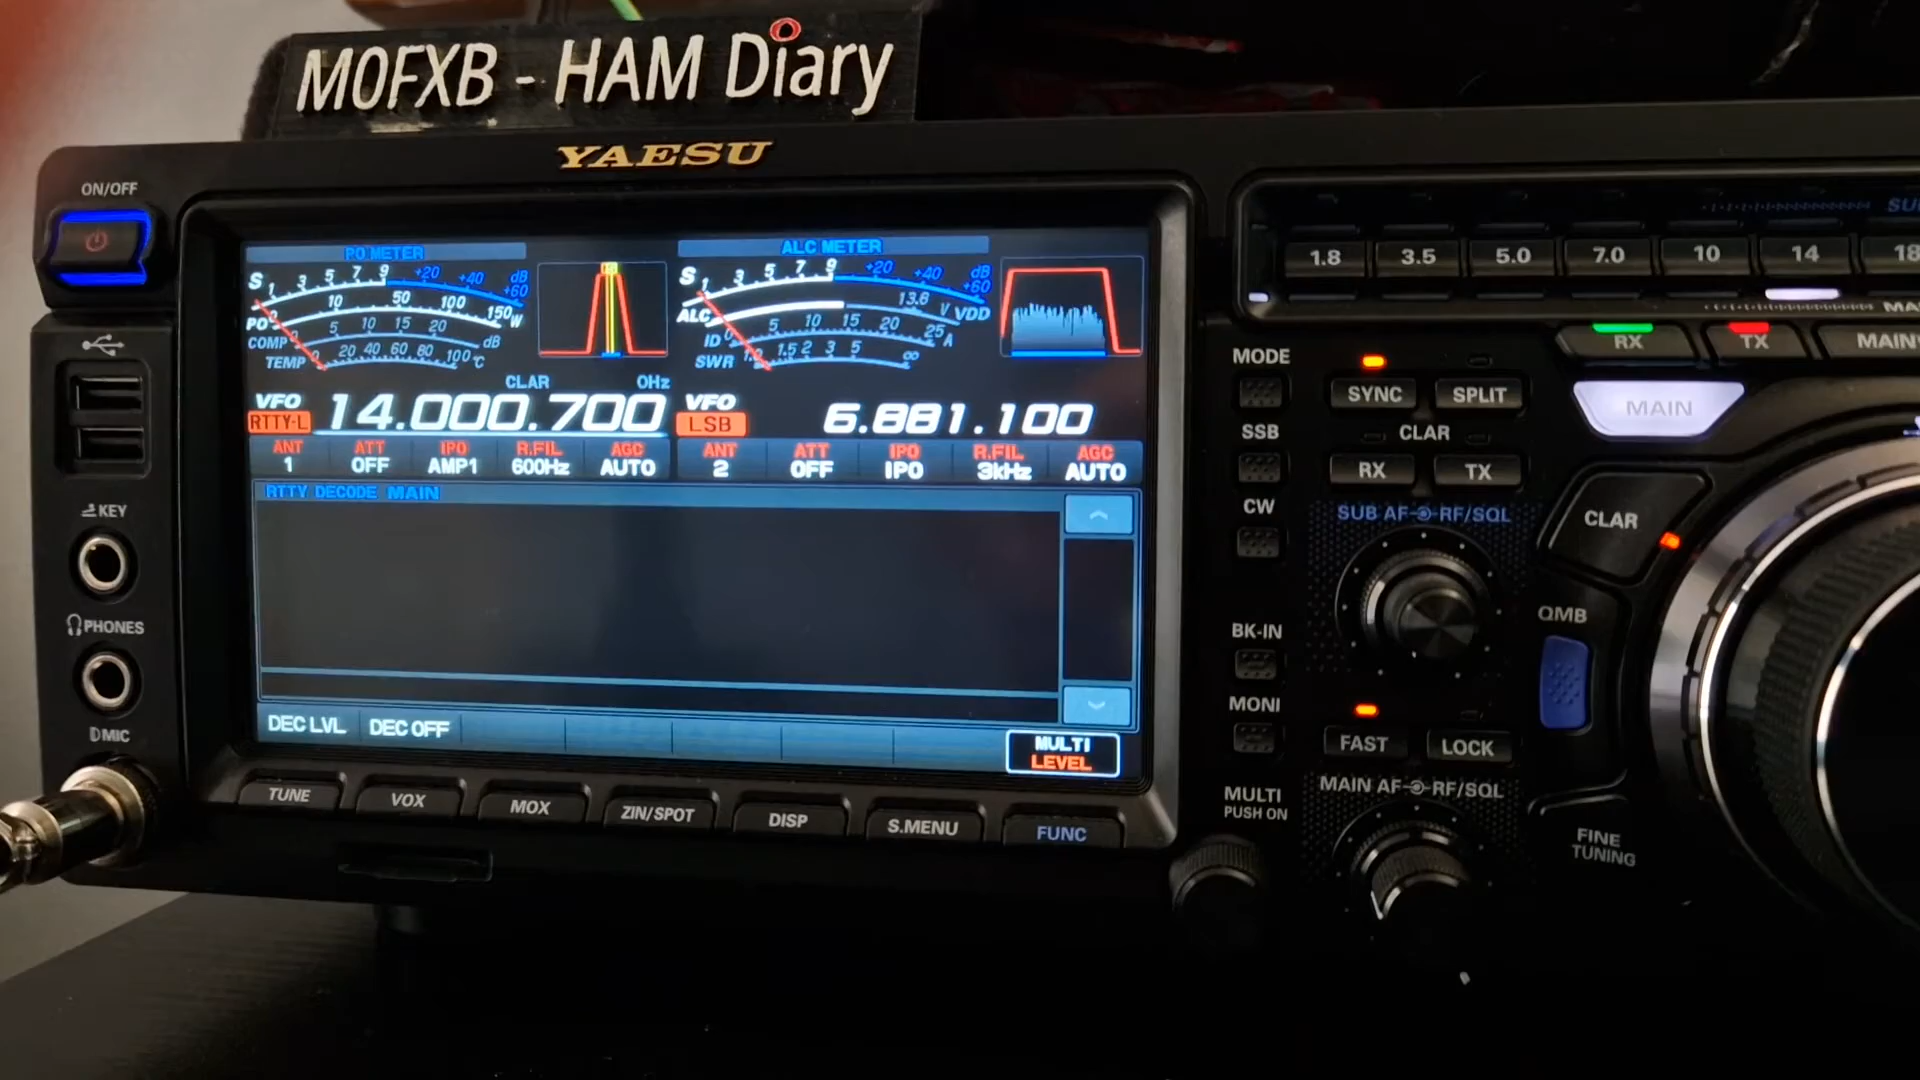 M0FXB - HAM Diary
YAESU
ON/OFF
KEY
PHONES
MIC
PO METER
S 1 3 5 7 9 +20 +40 +60 dB
PO 0 10 50 100 150 W
COMP 0 5 10 15 20 dB
TEMP 0 20 40 60 80 100 °C
ALC METER
S 1 3 5 7 9 +20 +40 +60 dB
ALC 13.8 V VDD
ID 0 5 10 15 20 25 A
SWR 1.0 1.5 2 3 5 ∞
CLAR 0Hz
VFO
RTTY-L
14.000.700
VFO
LSB
6.881.100
ANT ATT IPO R.FIL AGC
1 OFF AMP1 600Hz AUTO
ANT ATT IPO R.FIL AGC
2 OFF IPO 3kHz AUTO
RTTY DECODE MAIN
DEC LVL DEC OFF
MULTI
LEVEL
TUNE VOX MOX ZIN/SPOT DISP S.MENU FUNC
1.8 3.5 5.0 7.0 10 14 18
RX TX
MAIN
MODE
SYNC SPLIT
SSB
CLAR
RX TX
CW
SUB AF RF/SQL
CLAR
QMB
BK-IN
MONI
FAST LOCK
MULTI
PUSH ON
MAIN AF RF/SQL
FINE
TUNING